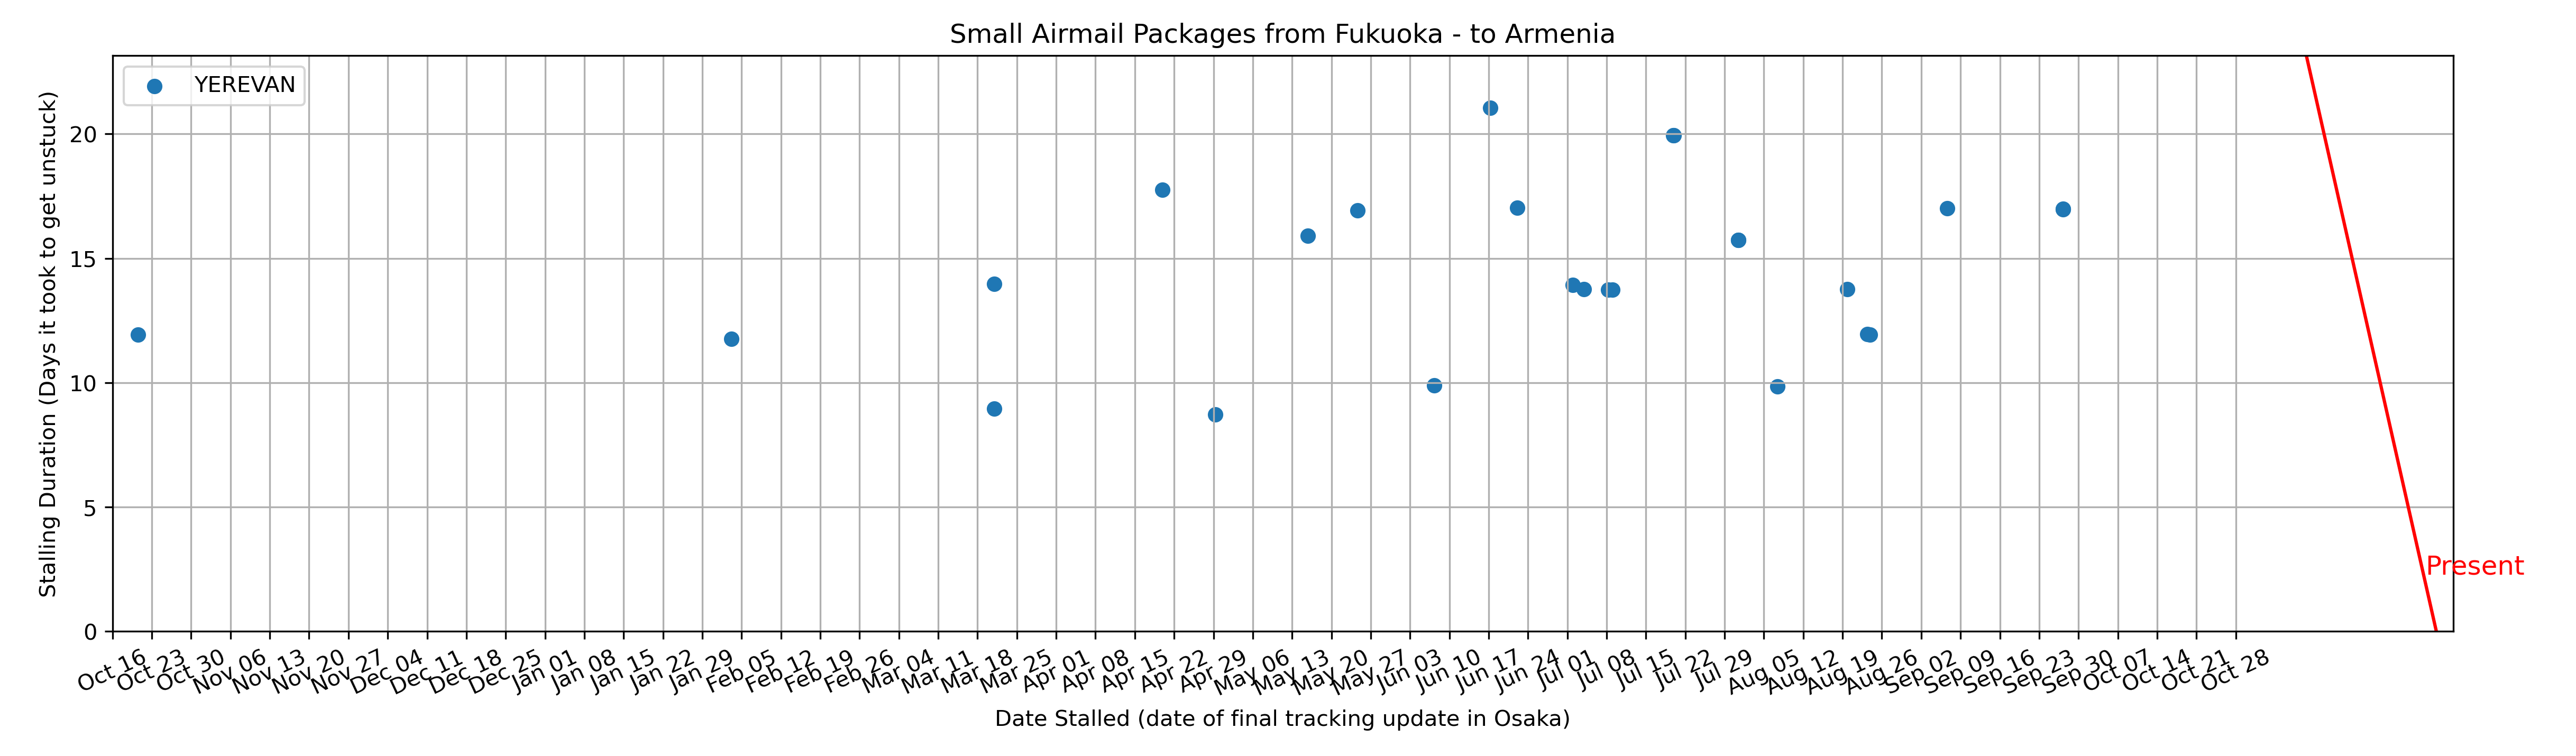 Small Airmail Packages from Fukuoka - to Armenia
YEREVAN
Stalling Duration (Days it took to get unstuck)
20
15
10
5
0
Present
Oct 16
Oct 23
Oct 30
Nov 06
Nov 13
Nov 20
Nov 27
Dec 04
Dec 11
Dec 18
Dec 25
Jan 01
Jan 08
Jan 15
Jan 22
Jan 29
Feb 05
Feb 12
Feb 19
Feb 26
Mar 04
Mar 11
Mar 18
Mar 25
Apr 01
Apr 08
Apr 15
Apr 22
Apr 29
May 06
May 13
May 20
May 27
Jun 03
Jun 10
Jun 17
Jun 24
Jul 01
Jul 08
Jul 15
Jul 22
Jul 29
Aug 05
Aug 12
Aug 19
Aug 26
Sep 02
Sep 09
Sep 16
Sep 23
Sep 30
Oct 07
Oct 14
Oct 21
Oct 28
Date Stalled (date of final tracking update in Osaka)